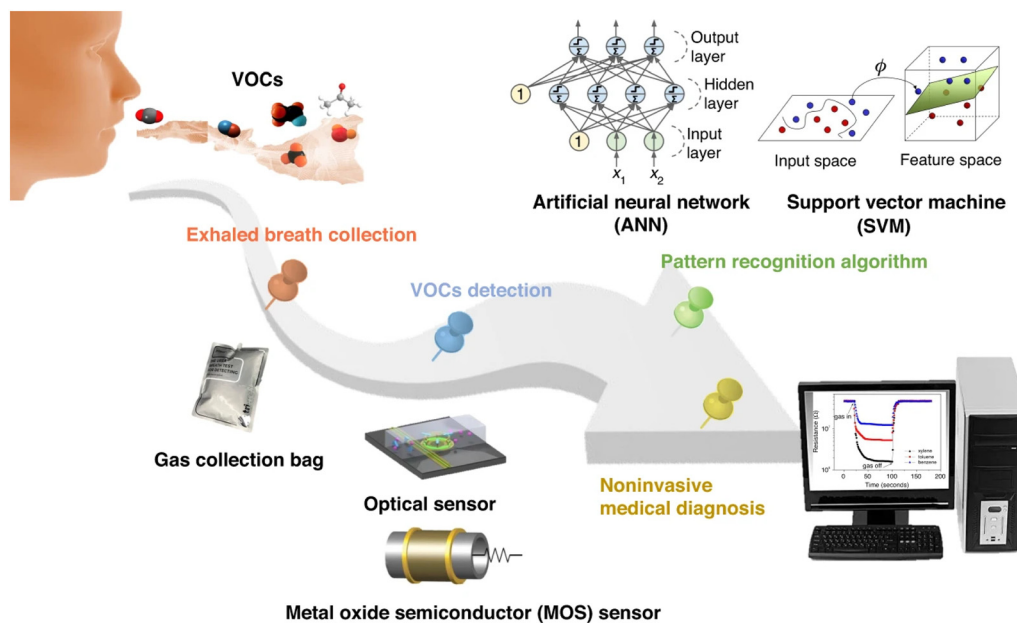 VOCs
Output
layer
Hidden
layer
Input
layer
1
1
Σ Σ Σ
Σ Σ Σ Σ
x1 x2
Artificial neural network
(ANN)
ϕ
Input space
Feature space
Support vector machine
(SVM)
Exhaled breath collection
VOCs detection
Pattern recognition algorithm
Gas collection bag
Optical sensor
Metal oxide semiconductor (MOS) sensor
Noninvasive
medical diagnosis
Resistance (Ω)
gas in
gas off
xylene
toluene
benzene
0 50 100 150 200
Time (seconds)